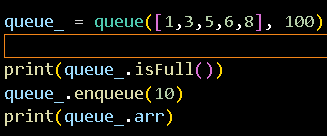 queue_ = queue([1,3,5,6,8], 100)
print(queue_.isFull())
queue_.enqueue(10)
print(queue_.arr)